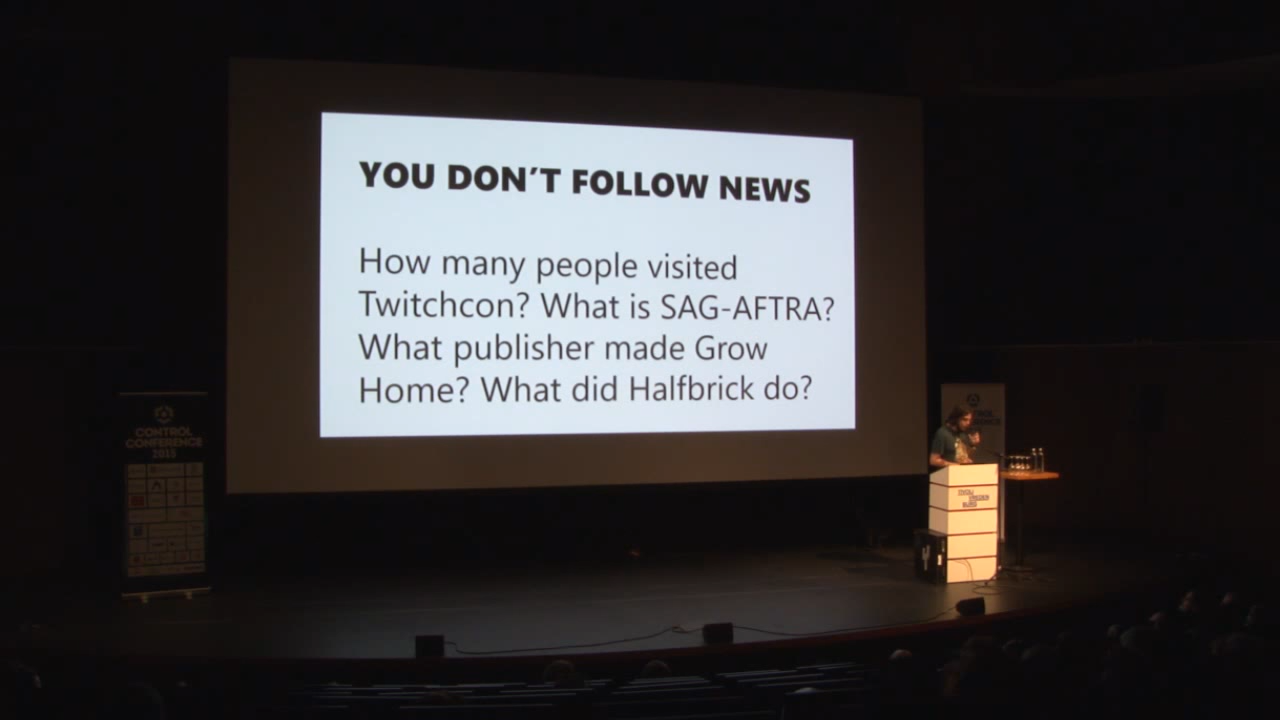 YOU DON'T FOLLOW NEWS
How many people visited
Twitchcon? What is SAG-AFTRA?
What publisher made Grow
Home? What did Halfbrick do?
CONTROL
CONFERENCE
2015